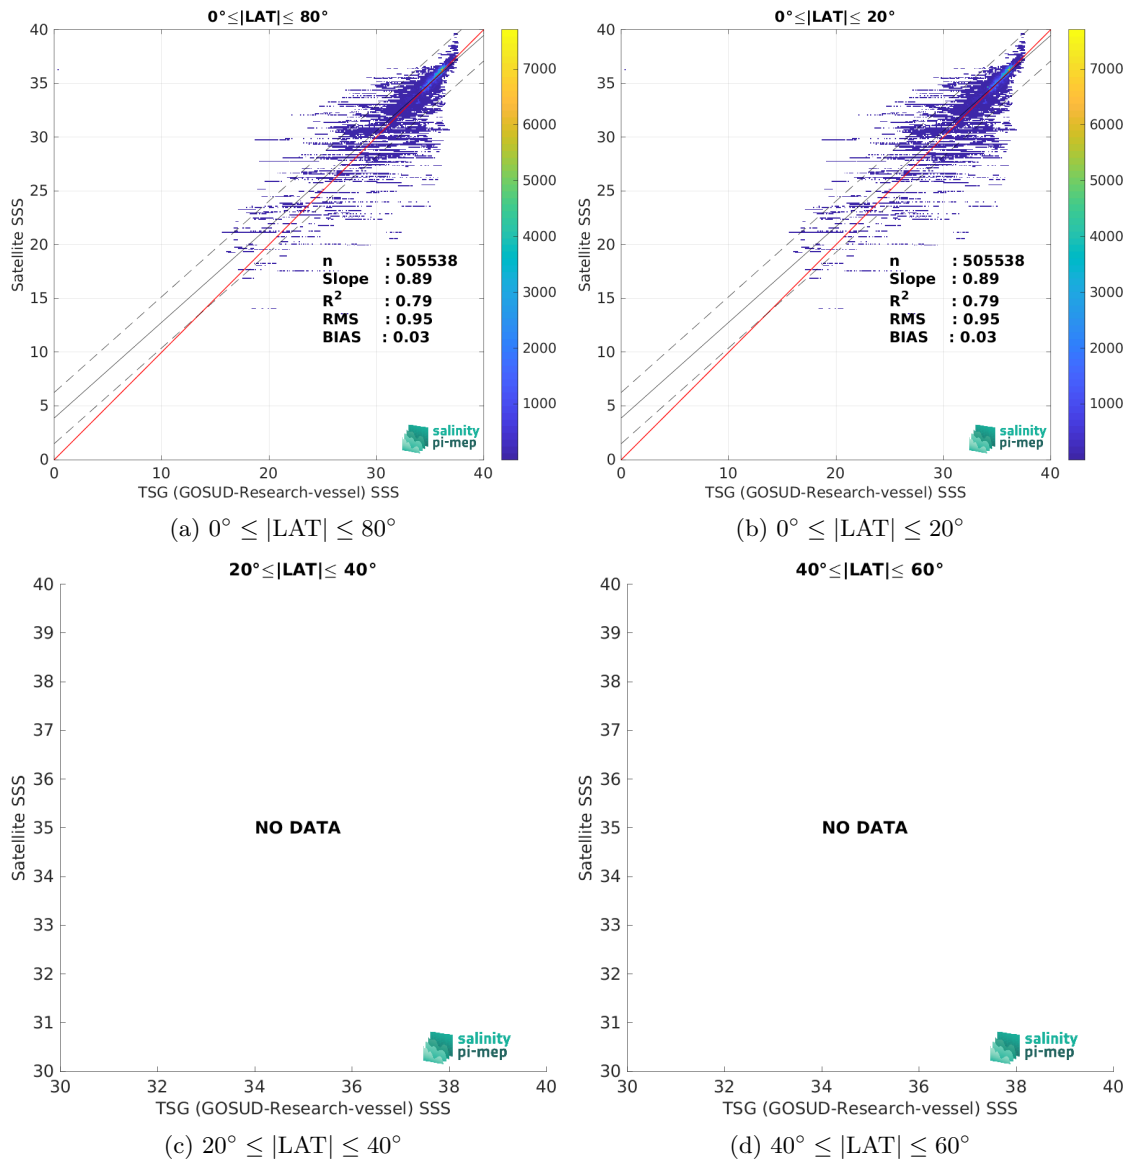 0°≤|LAT|≤ 80°
40
35
30
25
20
15
10
5
0
Satellite SSS
n : 505538
Slope : 0.89
R² : 0.79
RMS : 0.95
BIAS : 0.03
salinity
pi-mep
0 10 20 30 40
TSG (GOSUD-Research-vessel) SSS
7000
6000
5000
4000
3000
2000
1000
(a) 0° ≤ |LAT| ≤ 80°
0°≤|LAT|≤ 20°
40
35
30
25
20
15
10
5
0
Satellite SSS
n : 505538
Slope : 0.89
R² : 0.79
RMS : 0.95
BIAS : 0.03
salinity
pi-mep
0 10 20 30 40
TSG (GOSUD-Research-vessel) SSS
7000
6000
5000
4000
3000
2000
1000
(b) 0° ≤ |LAT| ≤ 20°
20°≤|LAT|≤ 40°
40
39
38
37
36
35
34
33
32
31
30
Satellite SSS
NO DATA
salinity
pi-mep
30 32 34 36 38 40
TSG (GOSUD-Research-vessel) SSS
(c) 20° ≤ |LAT| ≤ 40°
40°≤|LAT|≤ 60°
40
39
38
37
36
35
34
33
32
31
30
Satellite SSS
NO DATA
salinity
pi-mep
30 32 34 36 38 40
TSG (GOSUD-Research-vessel) SSS
(d) 40° ≤ |LAT| ≤ 60°